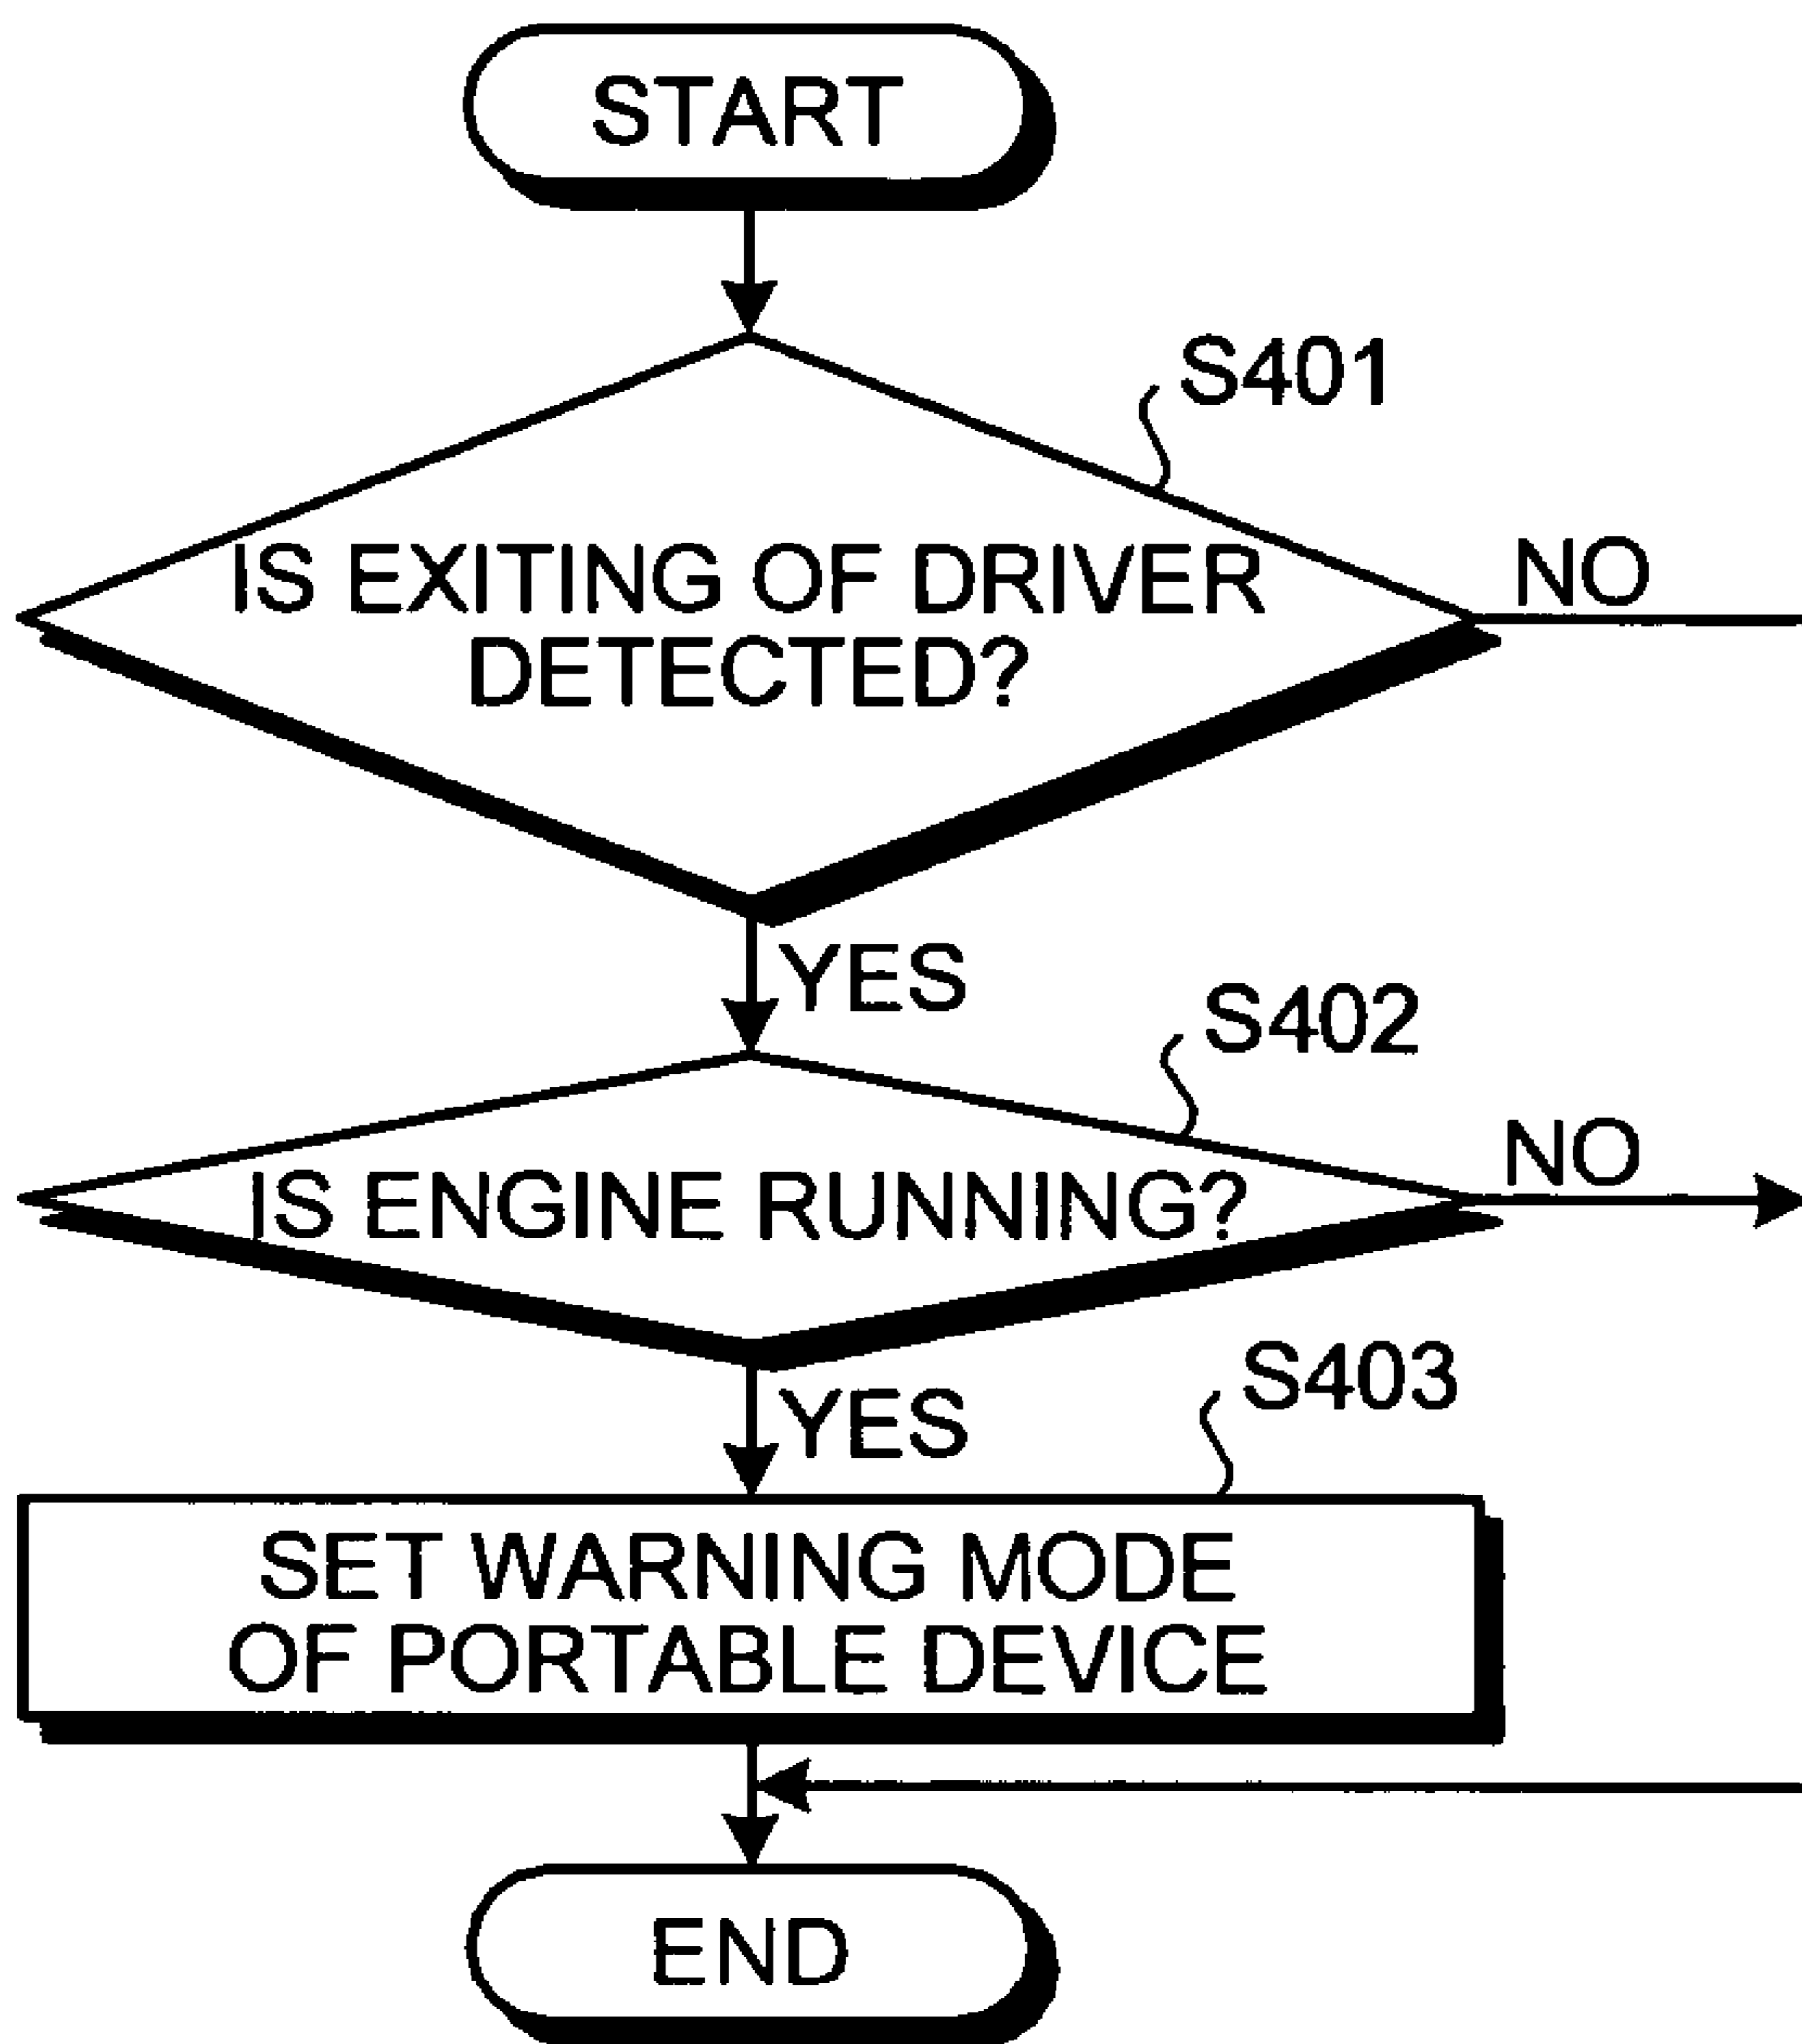 START
S401
IS EXITING OF DRIVER
DETECTED?
NO
YES
S402
IS ENGINE RUNNING?
NO
YES
S403
SET WARNING MODE
OF PORTABLE DEVICE
END